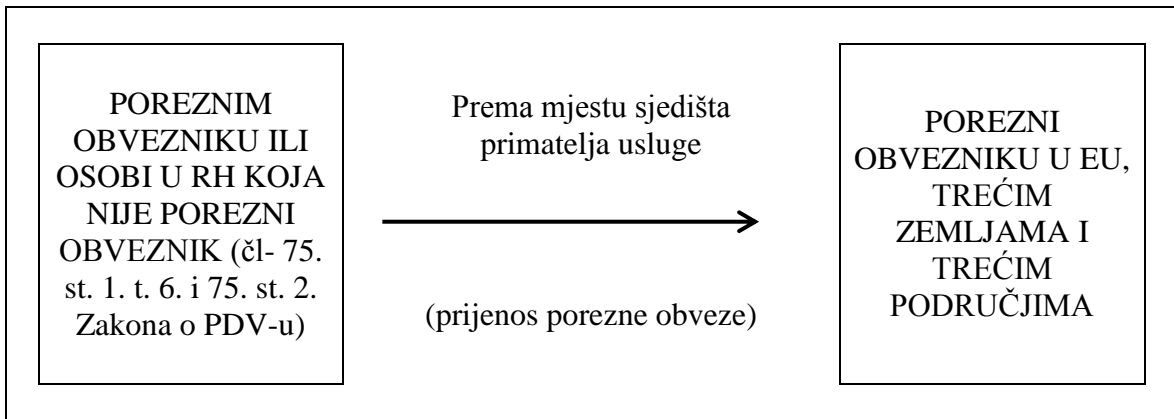 POREZNIM
OBVEZNIKU ILI
OSOBI U RH KOJA
NIJE POREZNI
OBVEZNIK (čl- 75.
st. 1. t. 6. i 75. st. 2.
Zakona o PDV-u)
Prema mjestu sjedišta
primatelja usluge
(prijenos porezne obveze)
POREZNI
OBVEZNIKU U EU,
TREĆIM
ZEMLJAMA I
TREĆIM
PODRUČJIMA